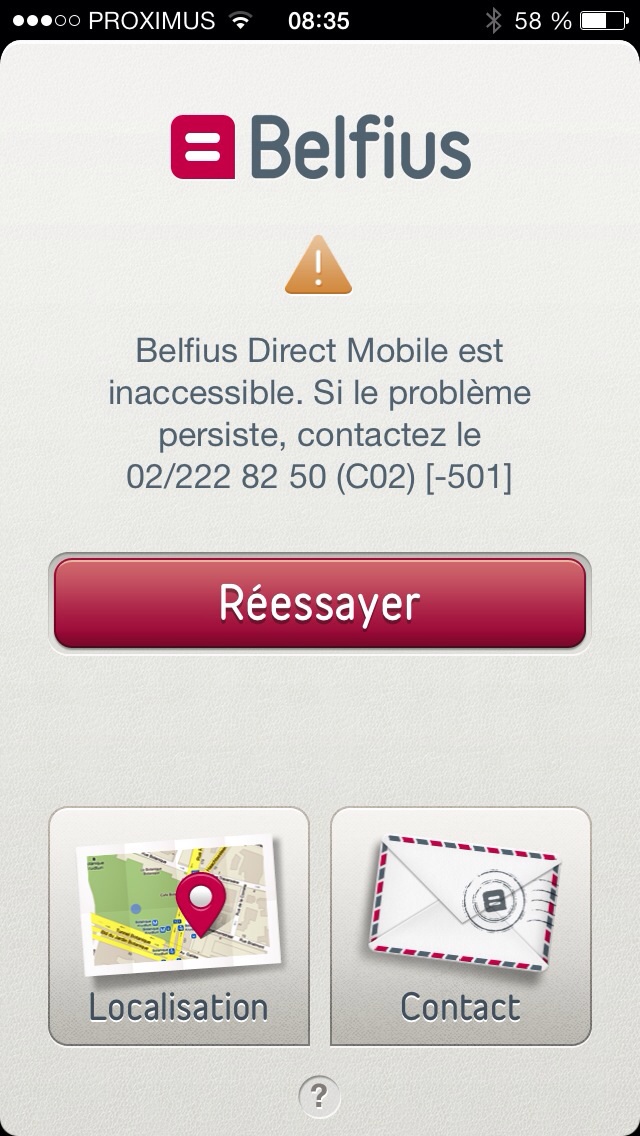 PROXIMUS 08:35 58 %
Belfius
Belfius Direct Mobile est
inaccessible. Si le problème
persiste, contactez le
02/222 82 50 (C02) [-501]
Réessayer
Localisation Contact
?